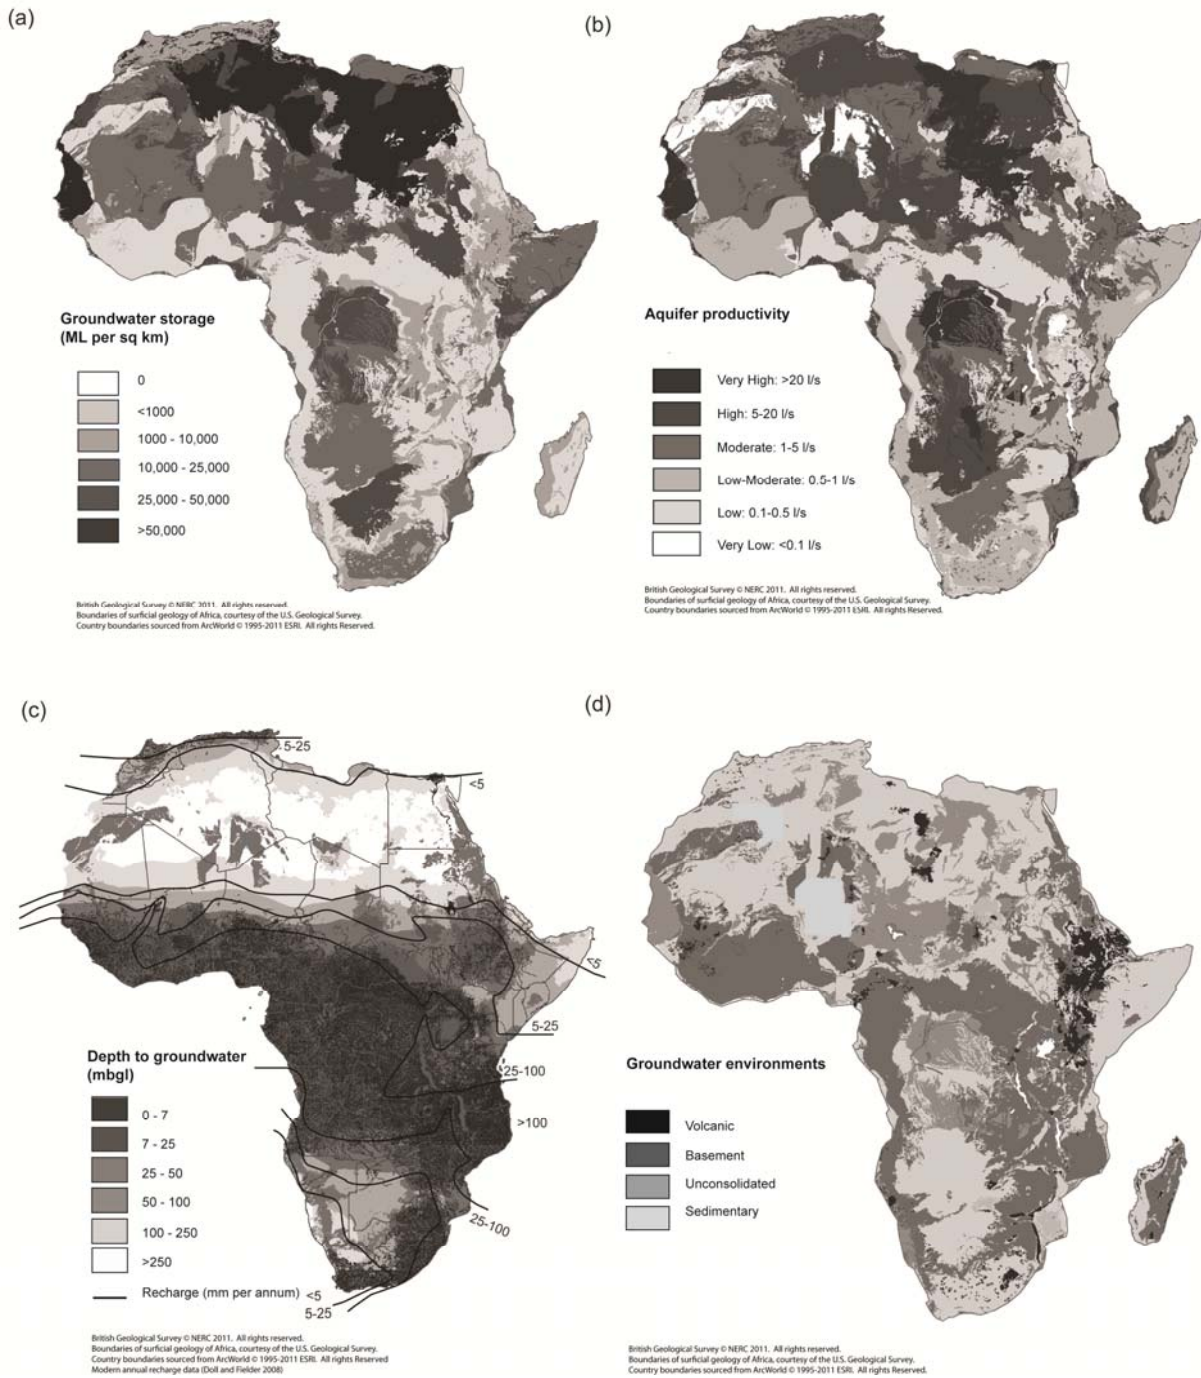 (a)
Groundwater storage
(ML per sq km)
0
<1000
1000 - 10,000
10,000 - 25,000
25,000 - 50,000
>50,000
British Geological Survey © NERC 2011. All rights reserved.
Boundaries of surficial geology of Africa, courtesy of the U.S. Geological Survey.
Country boundaries sourced from ArcWorld © 1995-2011 ESRI. All rights Reserved.
(b)
Aquifer productivity
Very High: >20 l/s
High: 5-20 l/s
Moderate: 1-5 l/s
Low-Moderate: 0.5-1 l/s
Low: 0.1-0.5 l/s
Very Low: <0.1 l/s
British Geological Survey © NERC 2011. All rights reserved.
Boundaries of surficial geology of Africa, courtesy of the U.S. Geological Survey.
Country boundaries sourced from ArcWorld © 1995-2011 ESRI. All rights Reserved.
(c)
5-25
<5
<5
5-25
25-100
>100
25-100
<5
5-25
Depth to groundwater
(mbgl)
0 - 7
7 - 25
25 - 50
50 - 100
100 - 250
>250
Recharge (mm per annum)
British Geological Survey © NERC 2011. All rights reserved.
Boundaries of surficial geology of Africa, courtesy of the U.S. Geological Survey.
Country boundaries sourced from ArcWorld © 1995-2011 ESRI. All rights Reserved
Modern annual recharge data (Doll and Fielder 2008)
(d)
Groundwater environments
Volcanic
Basement
Unconsolidated
Sedimentary
British Geological Survey © NERC 2011. All rights reserved.
Boundaries of surficial geology of Africa, courtesy of the U.S. Geological Survey.
Country boundaries sourced from ArcWorld © 1995-2011 ESRI. All rights Reserved.